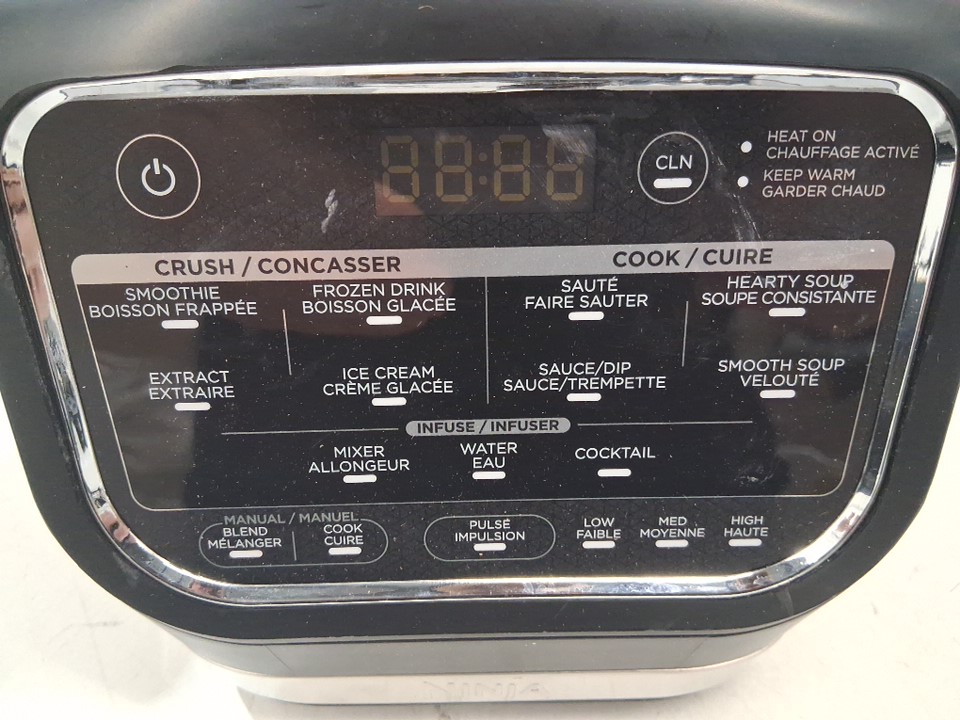 CLN
HEAT ON
CHAUFFAGE ACTIVÉ
KEEP WARM
GARDER CHAUD
CRUSH / CONCASSER
COOK / CUIRE
SMOOTHIE
BOISSON FRAPPÉE
FROZEN DRINK
BOISSON GLACÉE
SAUTÉ
FAIRE SAUTER
HEARTY SOUP
SOUPE CONSISTANTE
EXTRACT
EXTRAIRE
ICE CREAM
CRÈME GLACÉE
SAUCE/DIP
SAUCE/TREMPETTE
SMOOTH SOUP
VELOUTÉ
INFUSE / INFUSER
MIXER
ALLONGEUR
WATER
EAU
COCKTAIL
MANUAL / MANUEL
BLEND
MÉLANGER
COOK
CUIRE
PULSE
IMPULSION
LOW
FAIBLE
MED
MOYENNE
HIGH
HAUTE
NINJA